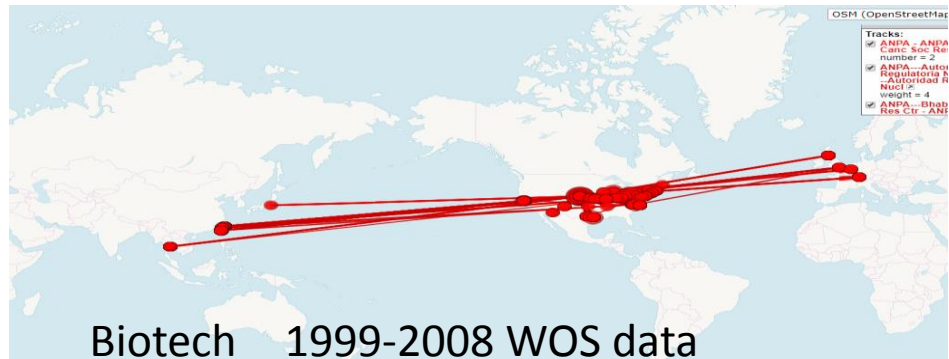 OSM (OpenStreetMap
Tracks:
ANPA - ANPA
Canc Soc Res
number = 2
ANPA---Autor
Regulatoria N
--Autoridad R
Nucl
weight = 4
ANPA---Bhab
Res Ctr - ANP
Biotech 1999-2008 WOS data